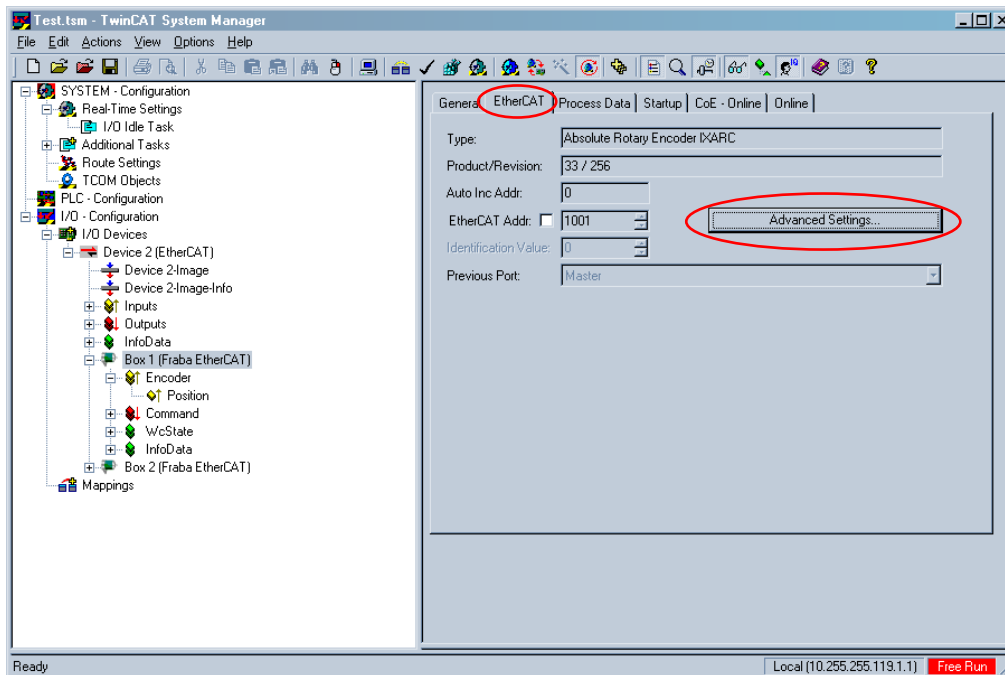 Test.tsm - TwinCAT System Manager
File Edit Actions View Options Help
SYSTEM - Configuration
Real-Time Settings
I/O Idle Task
Additional Tasks
Route Settings
TCOM Objects
PLC - Configuration
I/O - Configuration
I/O Devices
Device 2 (EtherCAT)
Device 2-Image
Device 2-Image-Info
Inputs
Outputs
InfoData
Box 1 (Fraba EtherCAT)
Encoder
Position
Command
WcState
InfoData
Box 2 (Fraba EtherCAT)
Mappings
General EtherCAT Process Data Startup CoE - Online Online
Type: Absolute Rotary Encoder IXARC
Product/Revision: 33 / 256
Auto Inc Addr: 0
EtherCAT Addr: 1001 Advanced Settings...
Identification Value: 0
Previous Port: Master
Ready Local (10.255.255.119.1.1) Free Run